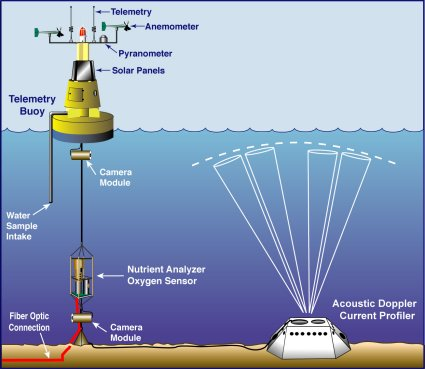 Telemetry
Anemometer
Pyranometer
Solar Panels
Telemetry
Buoy
Camera
Module
Water
Sample
Intake
Nutrient Analyzer
Oxygen Sensor
Acoustic Doppler
Current Profiler
Fiber Optic
Connection
Camera
Module